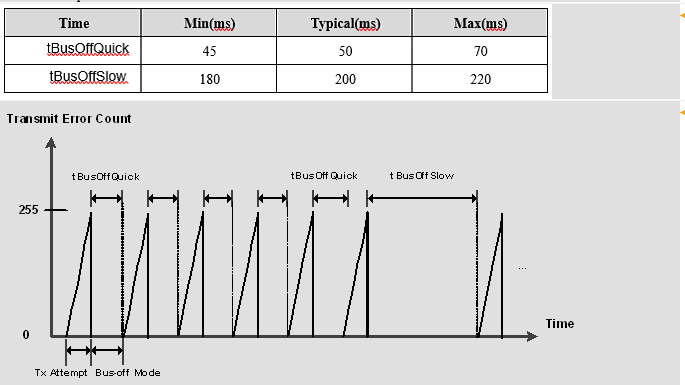 Time Min(ms) Typical(ms) Max(ms)
tBusOffQuick 45 50 70
tBusOffSlow 180 200 220
Transmit Error Count
tBusOffQuick tBusOffQuick tBusOffSlow
255
...
0
Time
Tx Attempt Bus-off Mode